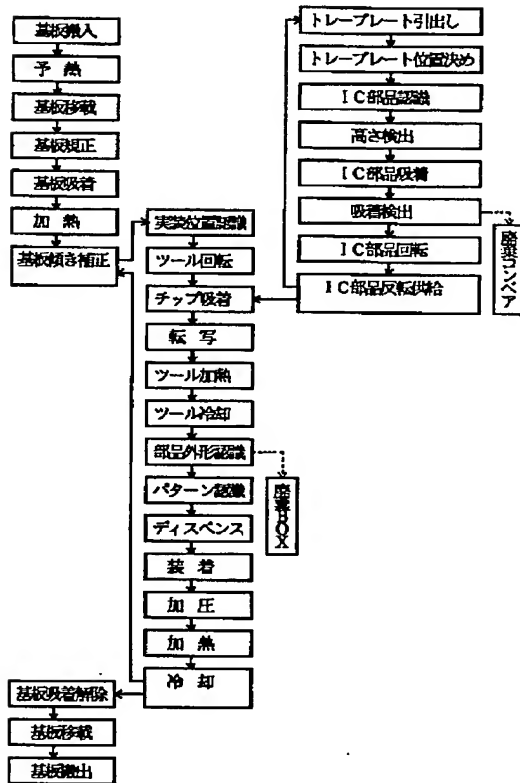 基板搬入
予熱
基板移載
基板規正
基板吸着
加熱
基板傾き補正
実装位置認識
ツール回転
チップ吸着
転写
ツール加熱
ツール冷却
部品外形認識
パターン認識
ディスペンス
装着
加圧
加熱
冷却
基板吸着解除
基板移載
基板搬出
トレープレート引出し
トレープレート位置決め
IC部品認識
高さ検出
IC部品吸着
吸着検出
IC部品回転
IC部品反転供給
廃棄コンベア
廃棄BOX